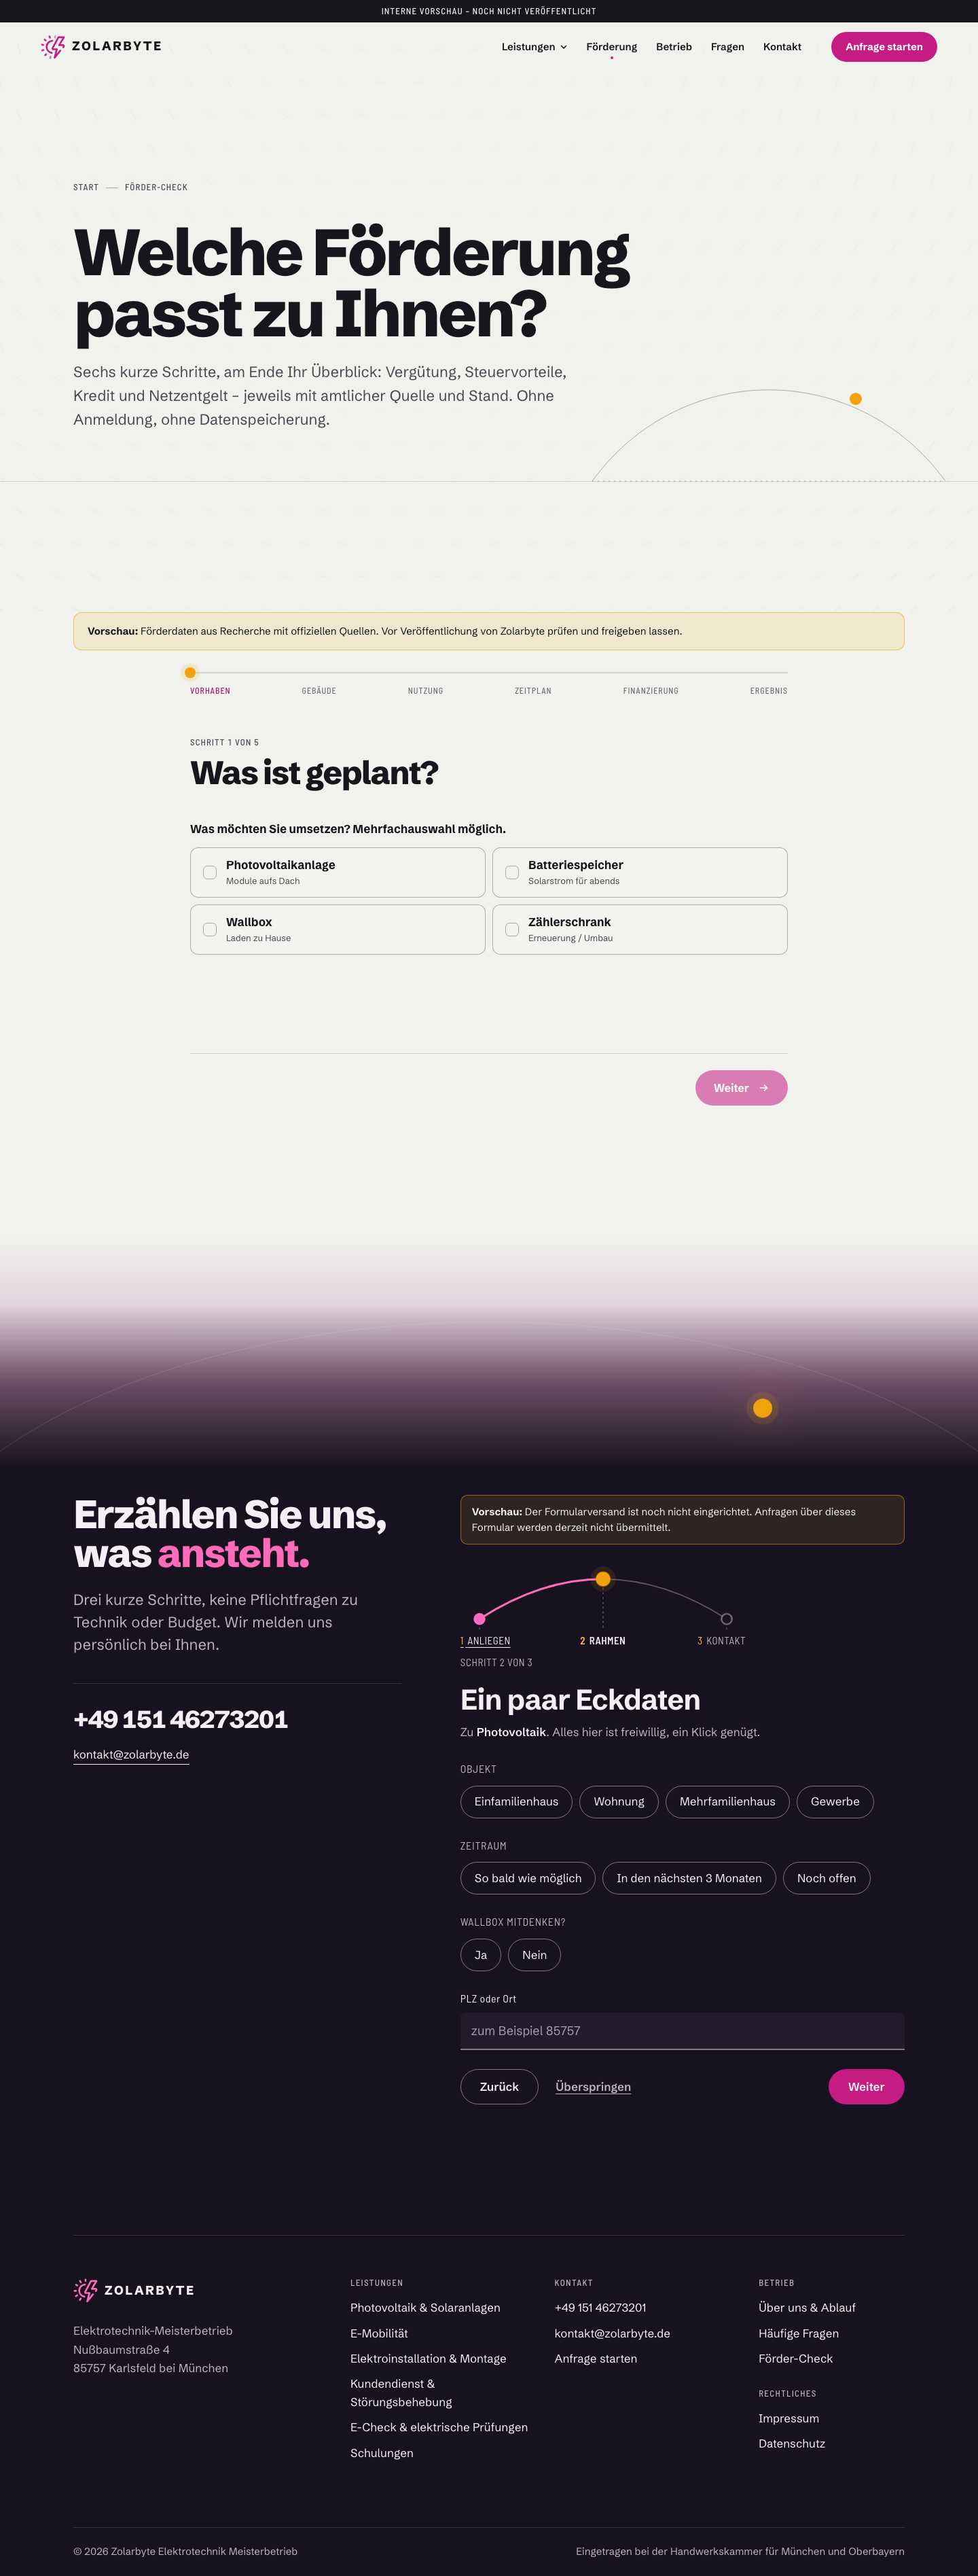 INTERNE VORSCHAU – NOCH NICHT VERÖFFENTLICHT
ZOLARBYTE
Leistungen
Förderung
Betrieb
Fragen
Kontakt
Anfrage starten
START — FÖRDER-CHECK
Welche Förderung
passt zu Ihnen?
Sechs kurze Schritte, am Ende Ihr Überblick: Vergütung, Steuervorteile,
Kredit und Netzentgelt – jeweils mit amtlicher Quelle und Stand. Ohne
Anmeldung, ohne Datenspeicherung.
Vorschau: Förderdaten aus Recherche mit offiziellen Quellen. Vor Veröffentlichung von Zolarbyte prüfen und freigeben lassen.
VORHABEN
GEBÄUDE
NUTZUNG
ZEITPLAN
FINANZIERUNG
ERGEBNIS
SCHRITT 1 VON 5
Was ist geplant?
Was möchten Sie umsetzen? Mehrfachauswahl möglich.
Photovoltaikanlage
Module aufs Dach
Batteriespeicher
Solarstrom für abends
Wallbox
Laden zu Hause
Zählerschrank
Erneuerung / Umbau
Weiter →
Erzählen Sie uns,
was ansteht.
Drei kurze Schritte, keine Pflichtfragen zu
Technik oder Budget. Wir melden uns
persönlich bei Ihnen.
+49 151 46273201
kontakt@zolarbyte.de
Vorschau: Der Formularversand ist noch nicht eingerichtet. Anfragen über dieses
Formular werden derzeit nicht übermittelt.
1 ANLIEGEN
2 RAHMEN
3 KONTAKT
SCHRITT 2 VON 3
Ein paar Eckdaten
Zu Photovoltaik. Alles hier ist freiwillig, ein Klick genügt.
OBJEKT
Einfamilienhaus
Wohnung
Mehrfamilienhaus
Gewerbe
ZEITRAUM
So bald wie möglich
In den nächsten 3 Monaten
Noch offen
WALLBOX MITDENKEN?
Ja
Nein
PLZ oder Ort
zum Beispiel 85757
Zurück
Überspringen
Weiter
ZOLARBYTE
Elektrotechnik-Meisterbetrieb
Nußbaumstraße 4
85757 Karlsfeld bei München
LEISTUNGEN
Photovoltaik & Solaranlagen
E-Mobilität
Elektroinstallation & Montage
Kundendienst &
Störungsbehebung
E-Check & elektrische Prüfungen
Schulungen
KONTAKT
+49 151 46273201
kontakt@zolarbyte.de
Anfrage starten
BETRIEB
Über uns & Ablauf
Häufige Fragen
Förder-Check
RECHTLICHES
Impressum
Datenschutz
© 2026 Zolarbyte Elektrotechnik Meisterbetrieb
Eingetragen bei der Handwerkskammer für München und Oberbayern